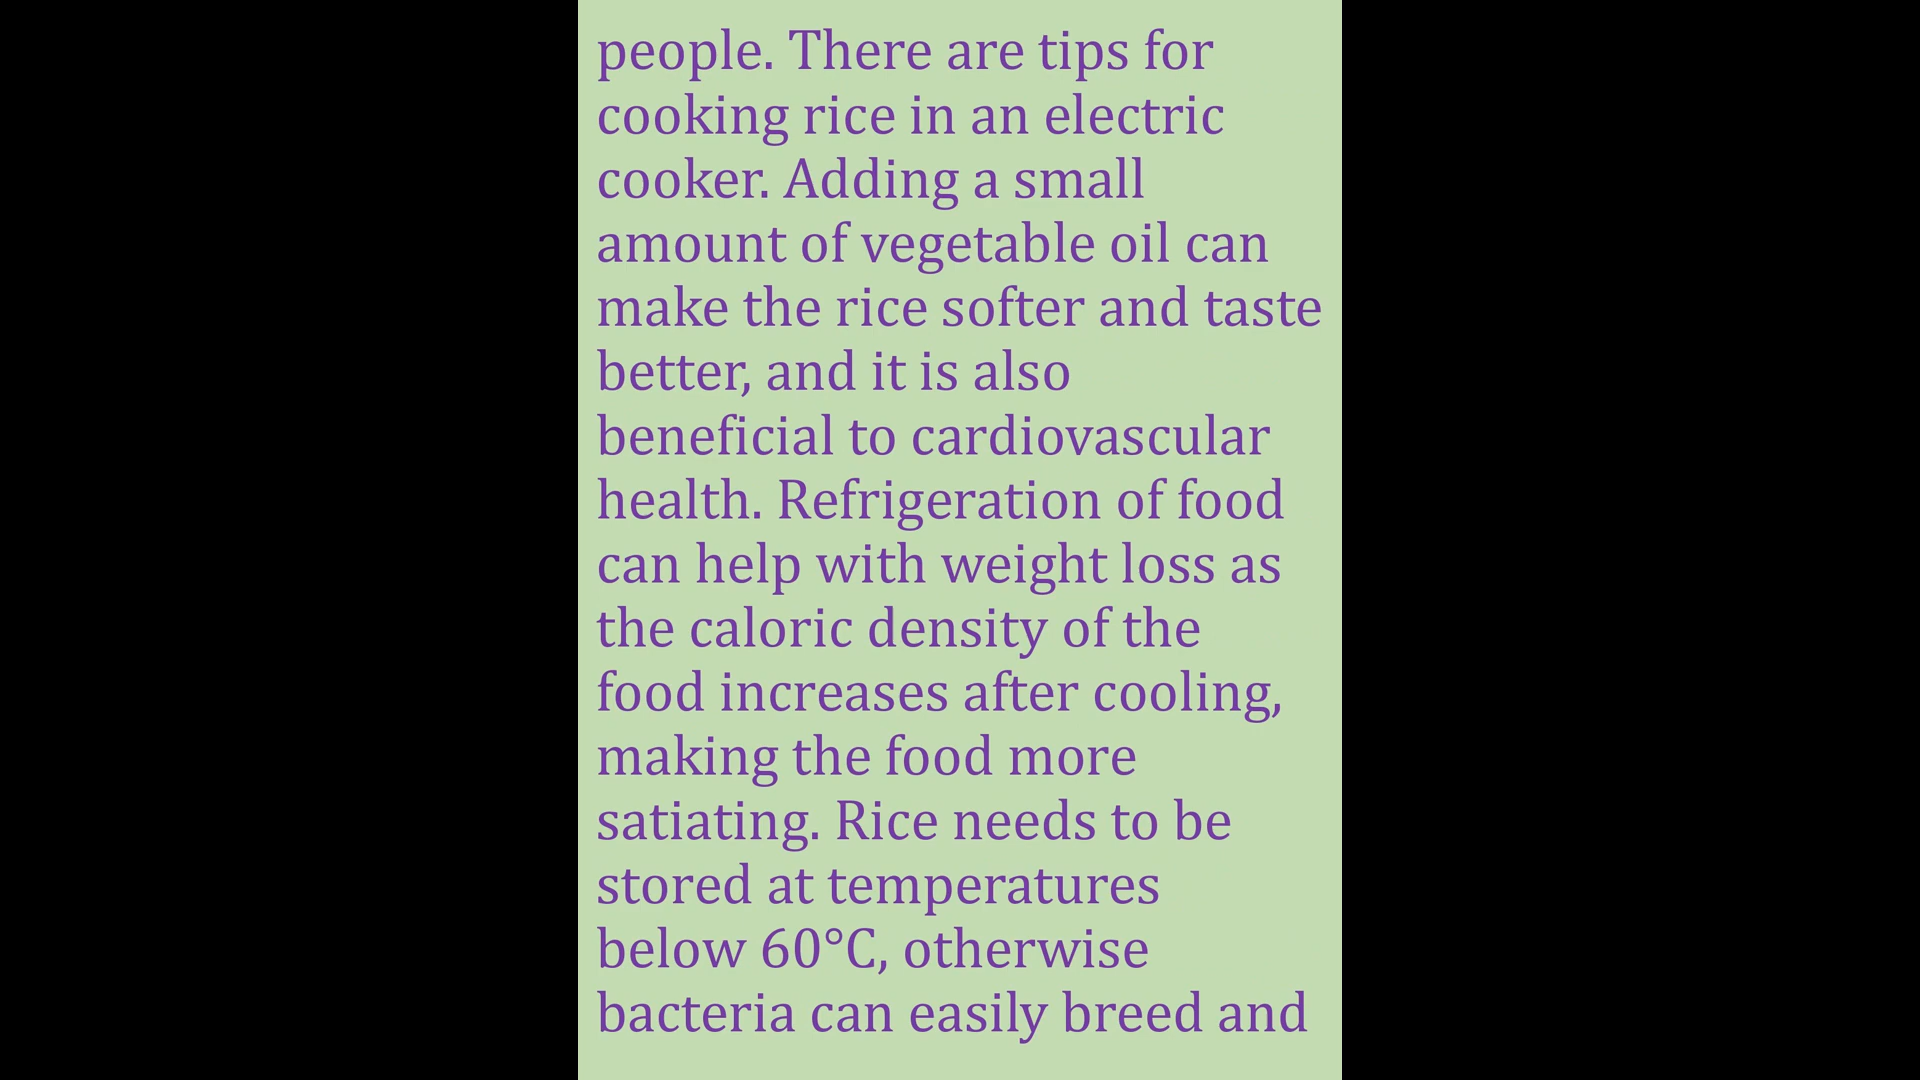 people. There are tips for
cooking rice in an electric
cooker. Adding a small
amount of vegetable oil can
make the rice softer and taste
better, and it is also
beneficial to cardiovascular
health. Refrigeration of food
can help with weight loss as
the caloric density of the
food increases after cooling,
making the food more
satiating. Rice needs to be
stored at temperatures
below 60°C, otherwise
bacteria can easily breed and